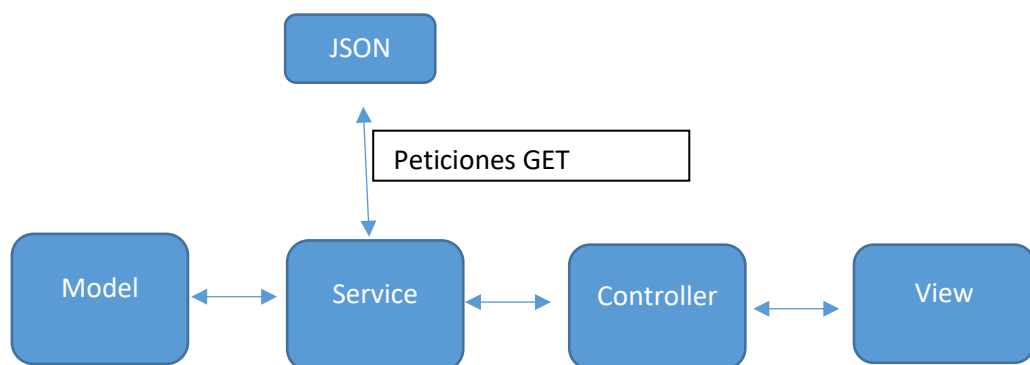 JSON
Peticiones GET
Model
Service
Controller
View